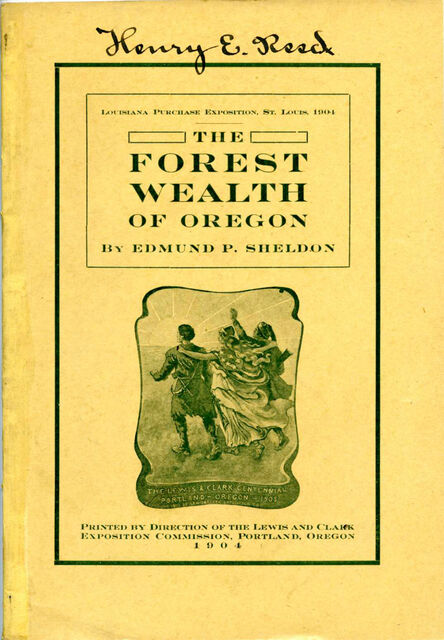 Henry E. Reed
LOUISIANA PURCHASE EXPOSITION, ST. LOUIS, 1904
THE
FOREST
WEALTH
OF OREGON
BY EDMUND P. SHELDON
THE LEWIS & CLARK CENTENNIAL
PORTLAND - OREGON - 1905
PRINTED BY DIRECTION OF THE LEWIS AND CLARK
EXPOSITION COMMISSION, PORTLAND, OREGON
1904